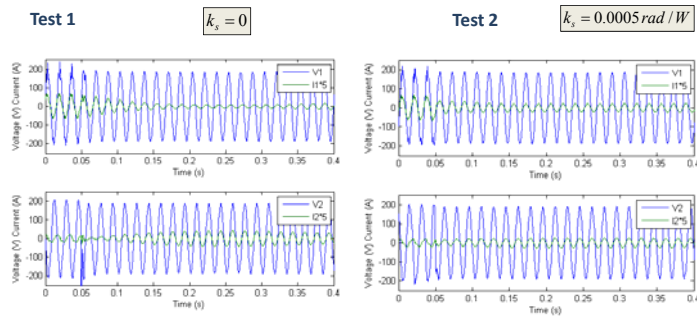 Test 1
k_s = 0
Test 2
k_s = 0.0005 rad / W
Voltage (V) Current (A)
200
100
0
-100
-200
V1
I1*5
0 0.05 0.1 0.15 0.2 0.25 0.3 0.35 0.4
Time (s)
Voltage (V) Current (A)
200
100
0
-100
-200
V1
I1*5
0 0.05 0.1 0.15 0.2 0.25 0.3 0.35 0.4
Time (s)
Voltage (V) Current (A)
200
100
0
-100
-200
V2
I2*5
0 0.05 0.1 0.15 0.2 0.25 0.3 0.35 0.4
Time (s)
Voltage (V) Current (A)
200
100
0
-100
-200
V2
I2*5
0 0.05 0.1 0.15 0.2 0.25 0.3 0.35 0.4
Time (s)